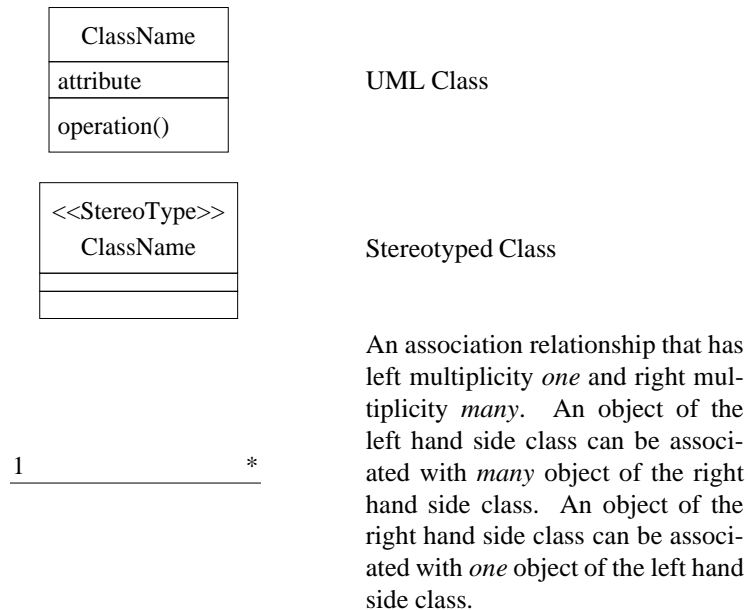 ClassName
attribute
operation()
UML Class
<<StereoType>>
ClassName
Stereotyped Class
1 *
An association relationship that has
left multiplicity one and right mul-
tiplicity many. An object of the
left hand side class can be associ-
ated with many object of the right
hand side class. An object of the
right hand side class can be associ-
ated with one object of the left hand
side class.